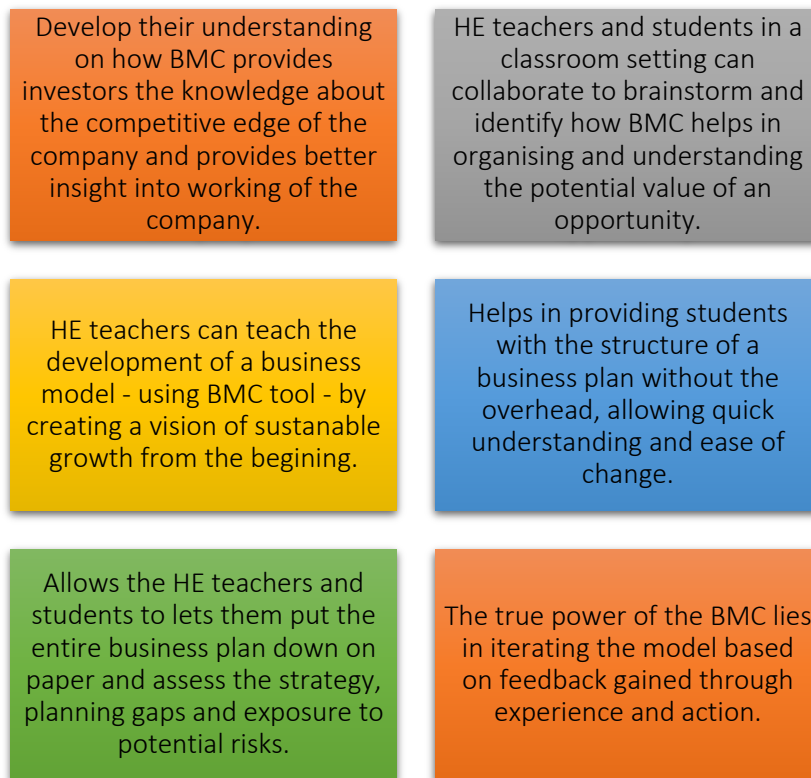 Develop their understanding
on how BMC provides
investors the knowledge about
the competitive edge of the
company and provides better
insight into working of the
company.
HE teachers and students in a
classroom setting can
collaborate to brainstorm and
identify how BMC helps in
organising and understanding
the potential value of an
opportunity.
HE teachers can teach the
development of a business
model - using BMC tool - by
creating a vision of sustanable
growth from the begining.
Helps in providing students
with the structure of a
business plan without the
overhead, allowing quick
understanding and ease of
change.
Allows the HE teachers and
students to lets them put the
entire business plan down on
paper and assess the strategy,
planning gaps and exposure to
potential risks.
The true power of the BMC lies
in iterating the model based
on feedback gained through
experience and action.